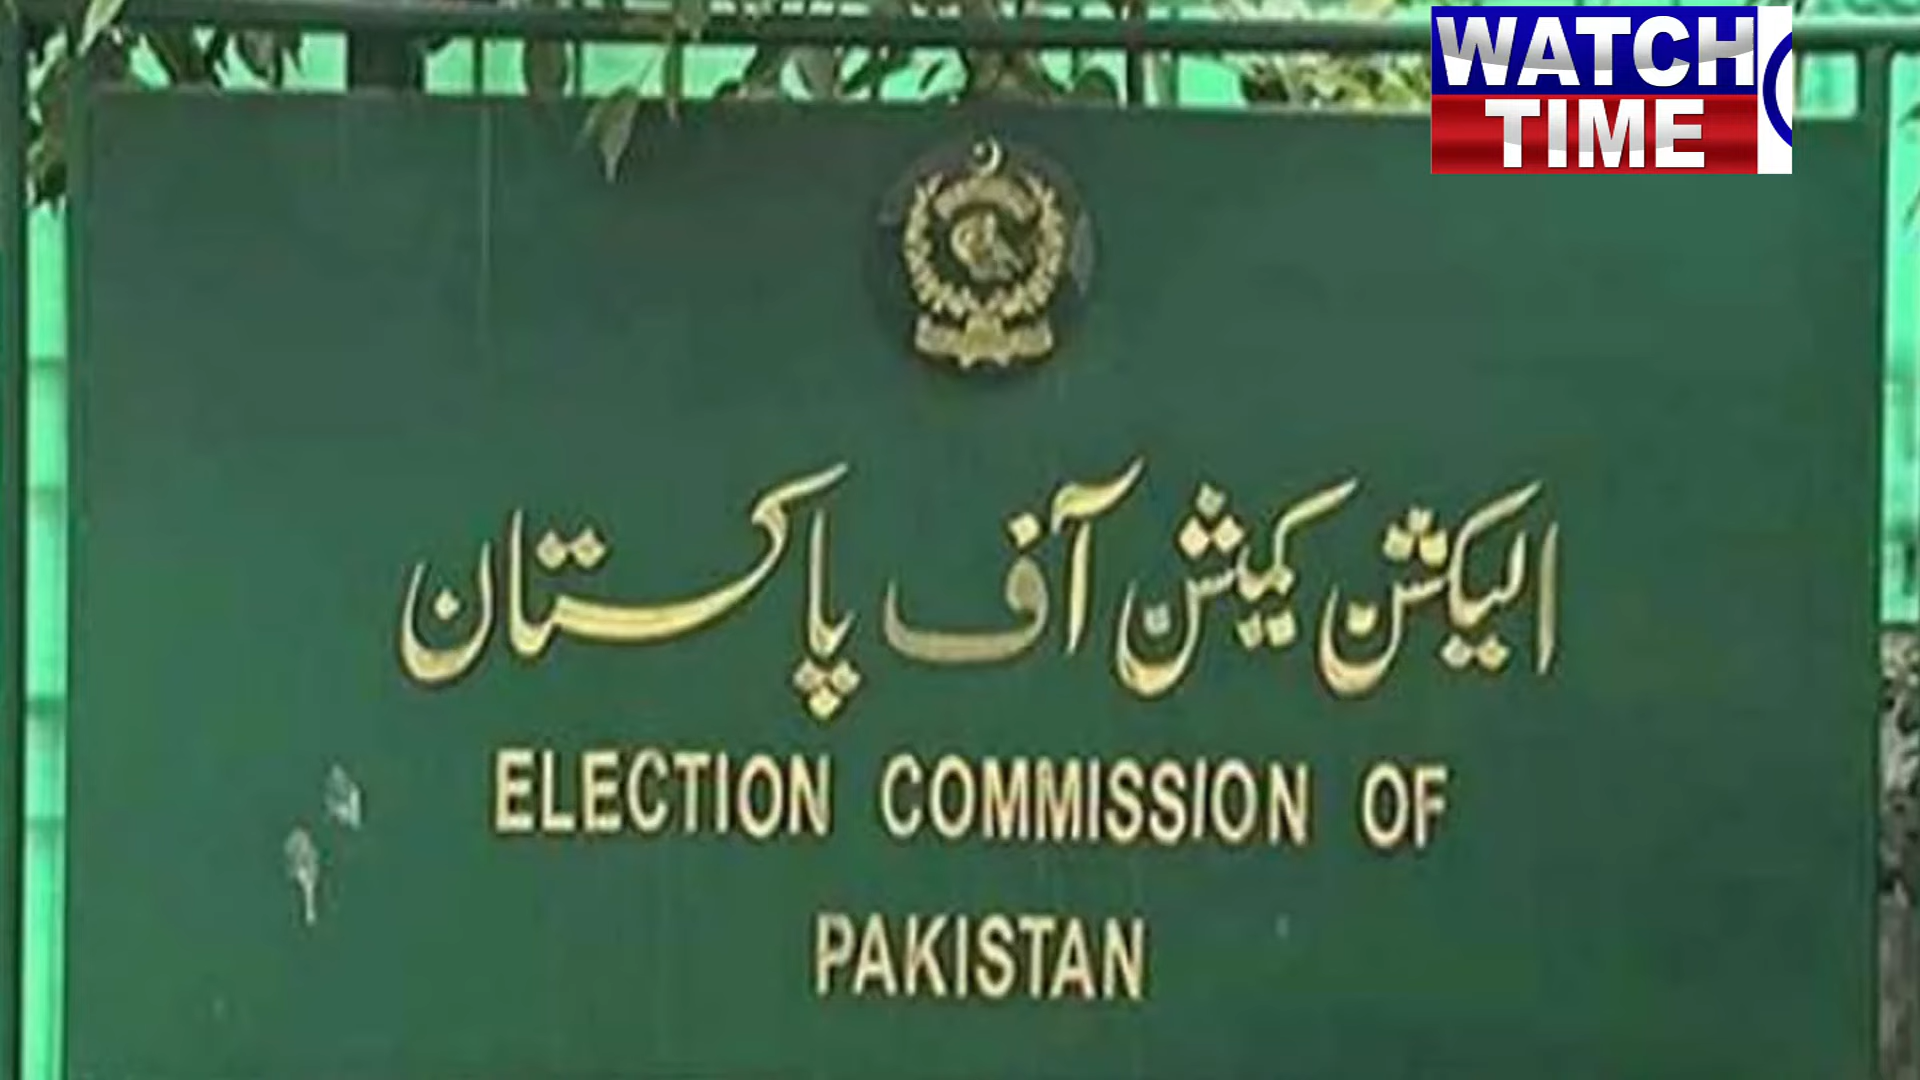 WATCH
TIME
الیکشن کمیشن آف پاکستان
ELECTION COMMISSION OF
PAKISTAN